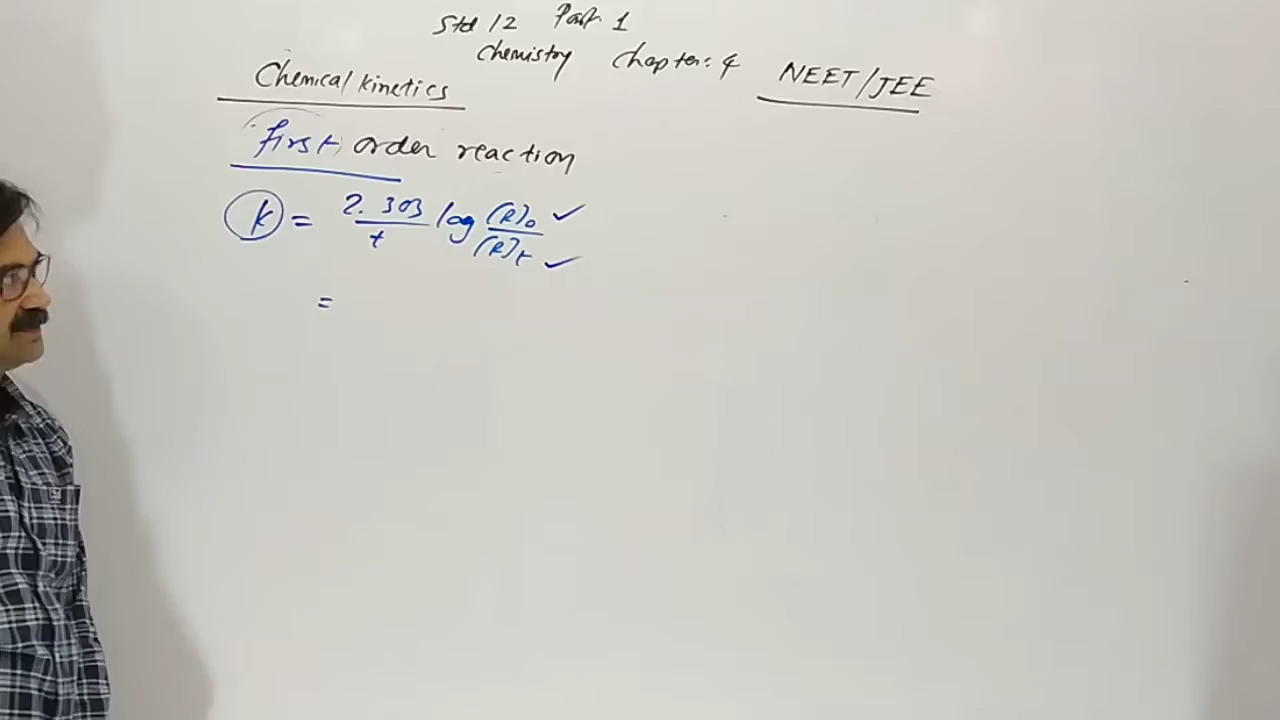 Std 12 Part 1
Chemistry Chapter: 4
NEET/JEE
Chemical kinetics
First order reaction
k = 2.303/t log (R)₀/(R)t
=